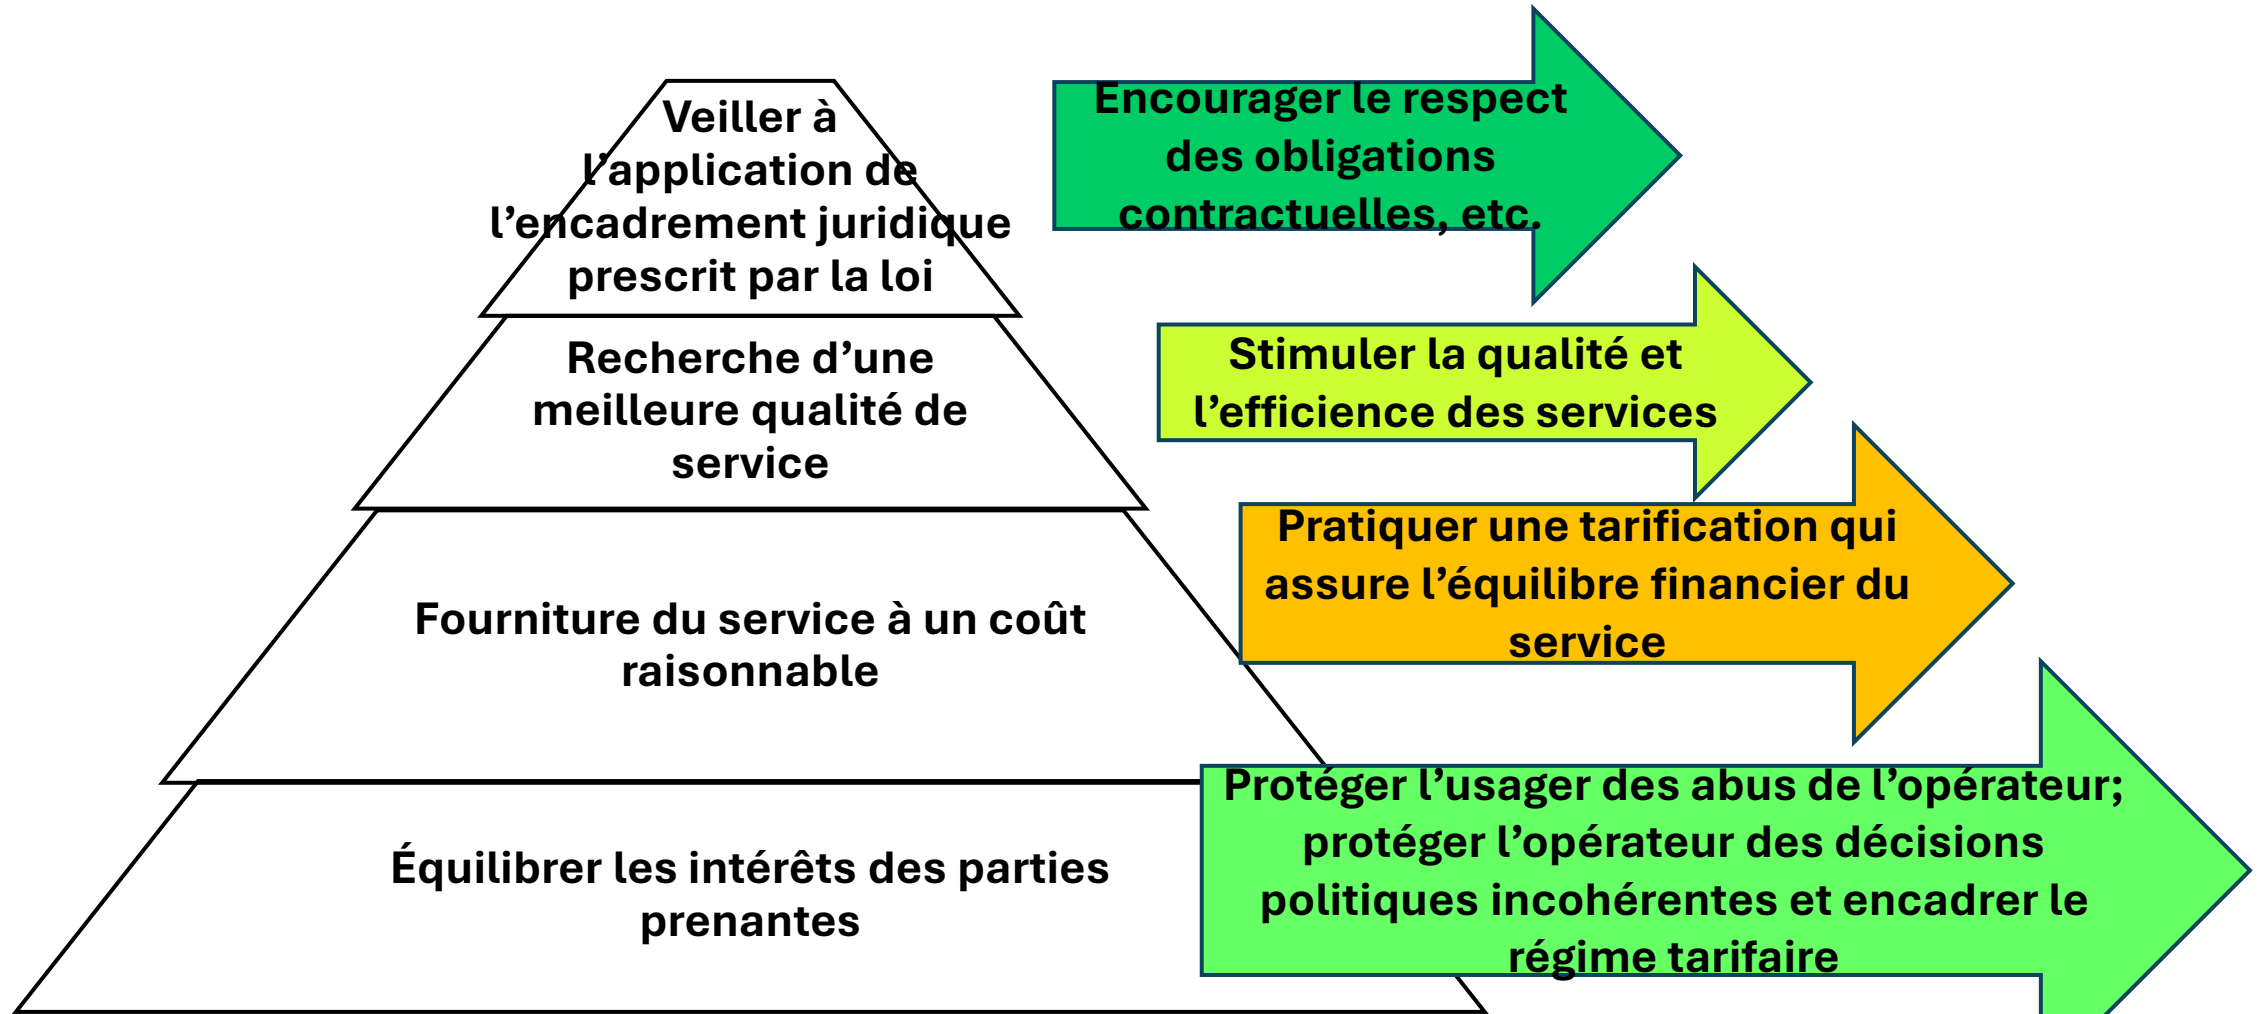 Veiller à
l’application de
l’encadrement juridique
prescrit par la loi
Encourager le respect
des obligations
contractuelles, etc.
Recherche d’une
meilleure qualité de
service
Stimuler la qualité et
l’efficience des services
Fourniture du service à un coût
raisonnable
Pratiquer une tarification qui
assure l’équilibre financier du
service
Équilibrer les intérêts des parties
prenantes
Protéger l’usager des abus de l’opérateur;
protéger l’opérateur des décisions
politiques incohérentes et encadrer le
régime tarifaire